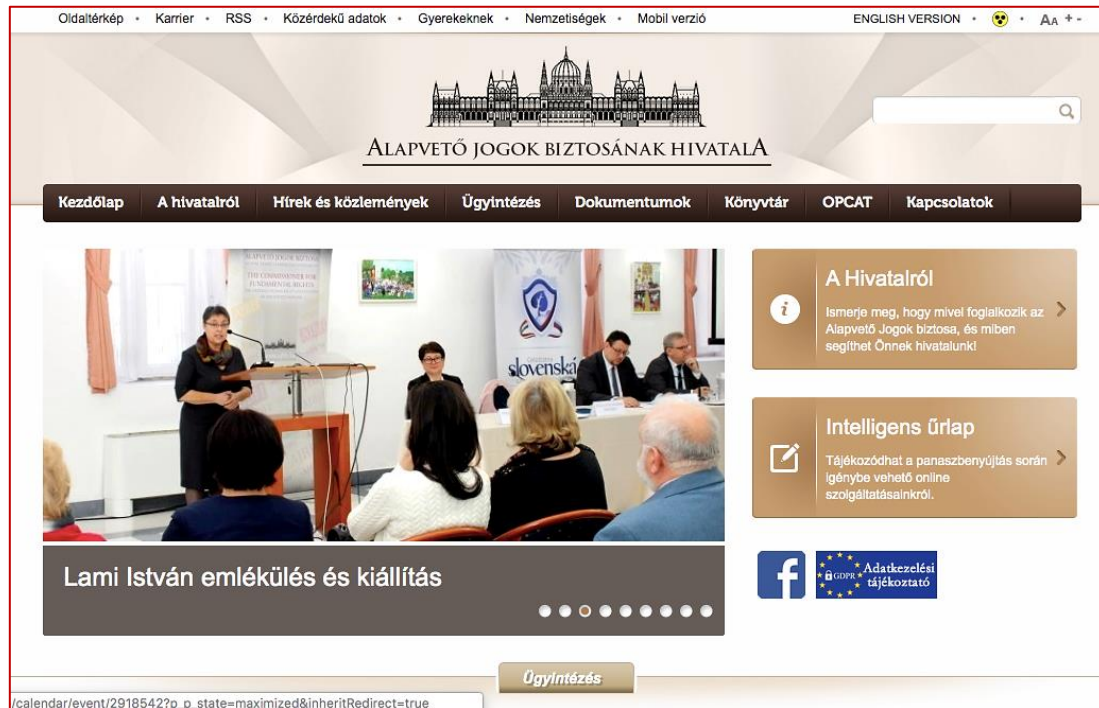 Oldaltérkép • Karrier • RSS • Közérdekű adatok • Gyerekeknek • Nemzetiségek • Mobil verzió ENGLISH VERSION • • AA + -
ALAPVETŐ JOGOK BIZTOSÁNAK HIVATALA
Kezdőlap A hivatalról Hírek és közlemények Ügyintézés Dokumentumok Könyvtár OPCAT Kapcsolatok
ALAPVETŐ JOGOK BIZTOSA
THE COMMISSIONER FOR
FUNDAMENTAL RIGHTS
slovenská
Lami István emlékülés és kiállítás
A Hivatalról
Ismerje meg, hogy mivel foglalkozik az
Alapvető Jogok biztosa, és miben
segíthet Önnek hivatalunk!
Intelligens űrlap
Tájékozódhat a panaszbenyújtás során
igénybe vehető online
szolgáltatásainkról.
f
GDPR Adatkezelési
tájékoztató
Ügyintézés
/calendar/event/2918542?p_p_state=maximized&inheritRedirect=true